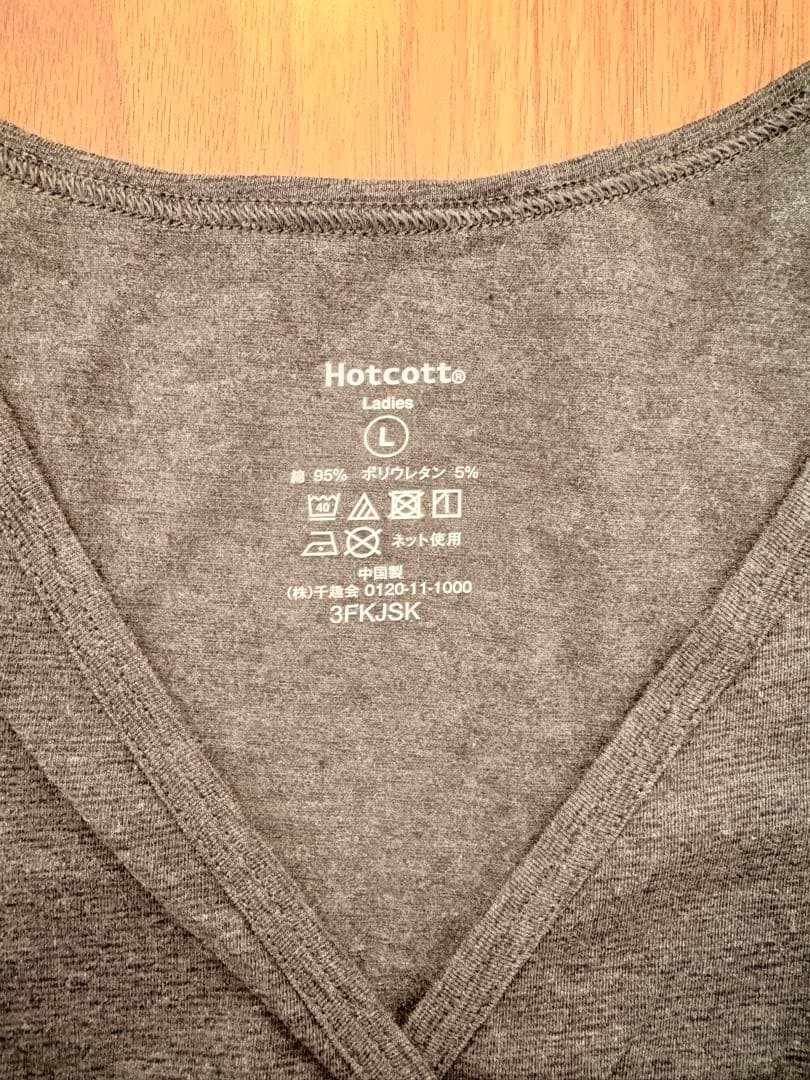 Hotcott®
Ladies
L
綿 95% ポリウレタン 5%
40
ネット使用
中国製
(株)千趣会 0120-11-1000
3FKJSK